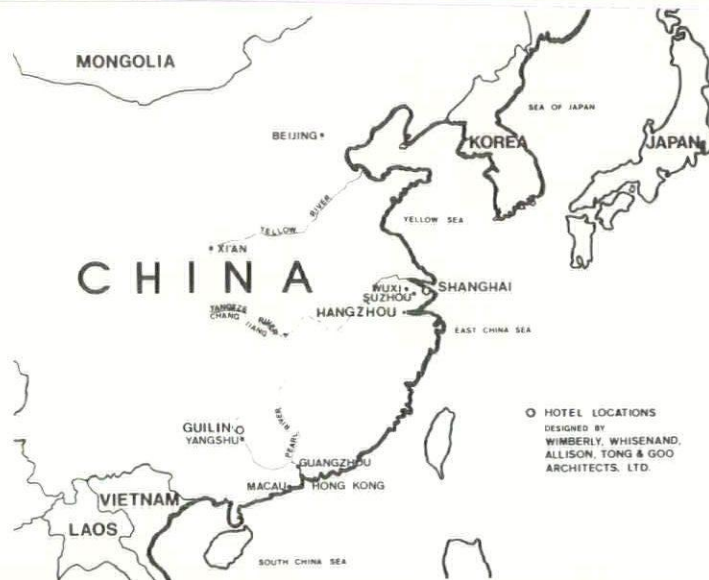 MONGOLIA
SEA OF JAPAN
BEIJING
KOREA
JAPAN
YELLOW RIVER
YELLOW SEA
XI'AN
CHINA
WUXI
SHANGHAI
SUZHOU
YANGZE RIVER
CHANG JIANG
HANGZHOU
EAST CHINA SEA
HOTEL LOCATIONS
DESIGNED BY
WIMBERLY, WHISENAND,
ALLISON, TONG & GOO
ARCHITECTS, LTD.
GUILIN
YANGSHU
PEARL RIVER
GUANGZHOU
MACAU
HONG KONG
VIETNAM
LAOS
SOUTH CHINA SEA